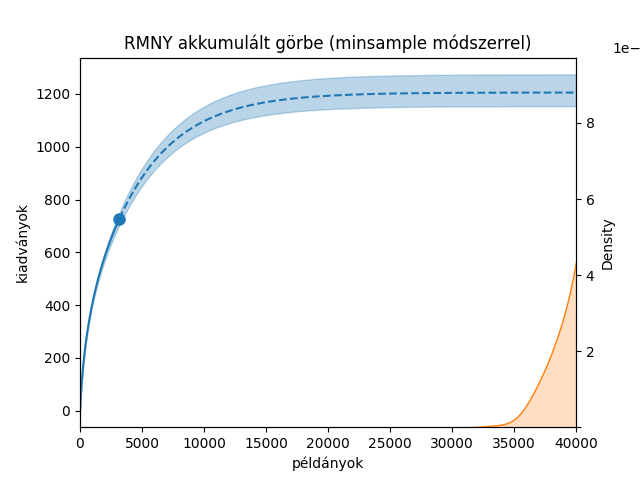 RMNY akkumulált görbe (minsample módszerrel)
1e−
1200
1000
800
600
400
200
0
kiadványok
8
6
4
2
Density
0 5000 10000 15000 20000 25000 30000 35000 40000
példányok